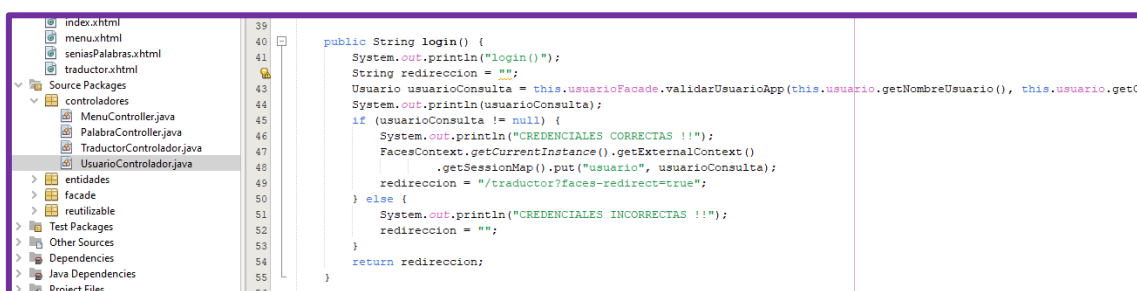 index.xhtml
menu.xhtml
seniasPalabras.xhtml
traductor.xhtml
Source Packages
controladores
MenuController.java
PalabraController.java
TraductorControlador.java
UsuarioControlador.java
entidades
facade
reutilizable
Test Packages
Other Sources
Dependencies
Java Dependencies
Project Files
39
40 public String login() {
41 System.out.println("login()");
String redireccion = "";
43 Usuario usuarioConsulta = this.usuarioFacade.validarUsuarioApp(this.usuario.getNombreUsuario(), this.usuario.getC
44 System.out.println(usuarioConsulta);
45 if (usuarioConsulta != null) {
46 System.out.println("CREDENCIALES CORRECTAS !!");
47 FacesContext.getCurrentInstance().getExternalContext()
48 .getSessionMap().put("usuario", usuarioConsulta);
49 redireccion = "/traductor?faces-redirect=true";
50 } else {
51 System.out.println("CREDENCIALES INCORRECTAS !!");
52 redireccion = "";
53 }
54 return redireccion;
55 }